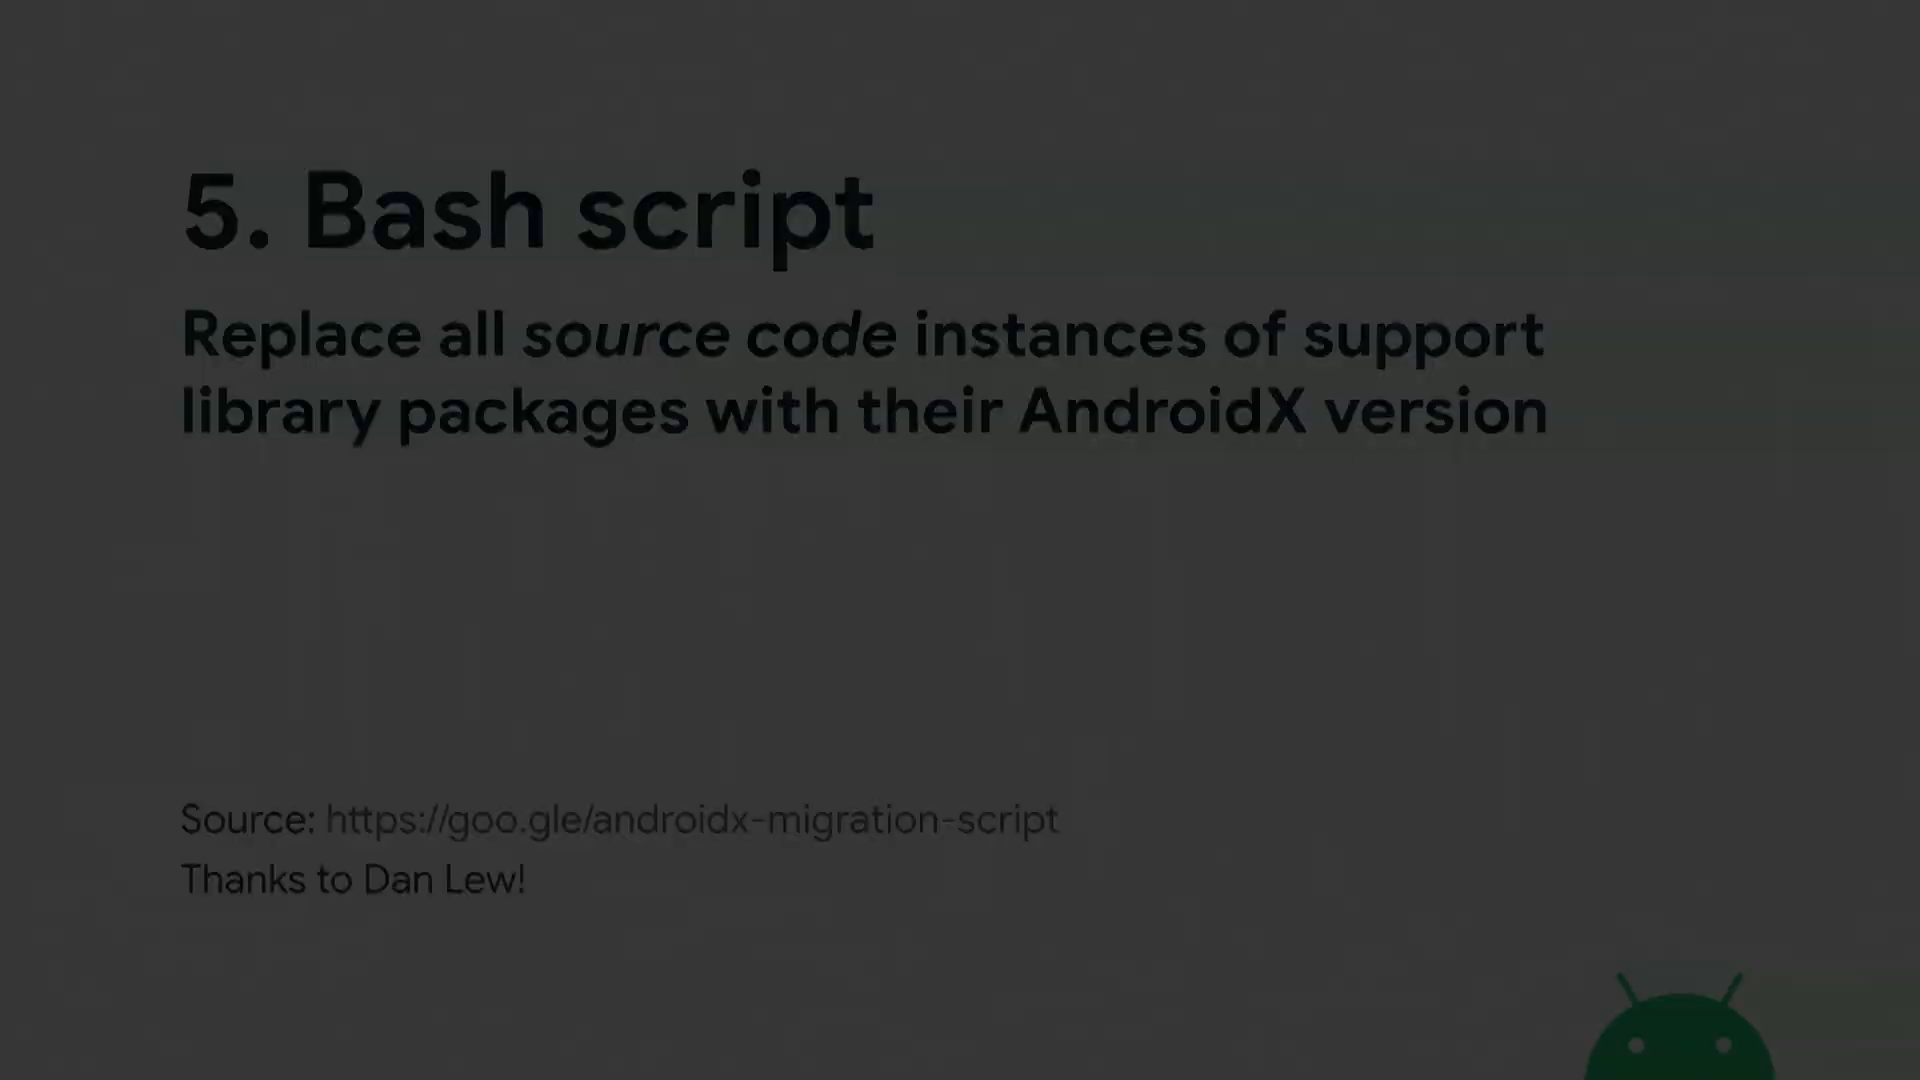 5. Bash script
Replace all source code instances of support
library packages with their AndroidX version
Source: https://goo.gle/androidx-migration-script
Thanks to Dan Lew!